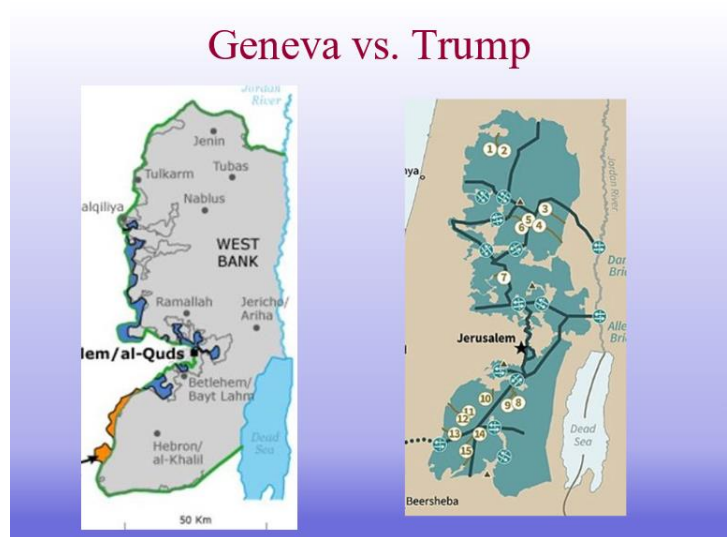 Geneva vs. Trump
Jordan
River
Jenin
Tulkarm
Tubas
alqiliya
Nablus
WEST
BANK
Ramallah
Jericho/
Ariha
lem/al-Quds
Betlehem/
Bayt Lahm
Hebron/
al-Khalil
Dead
Sea
50 Km
1
2
ya
Jordan River
3
5
4
6
Dar
Bri
7
Alle
Bri
Jerusalem
10
9
8
11
12
13
14
15
Dead
Sea
Beersheba